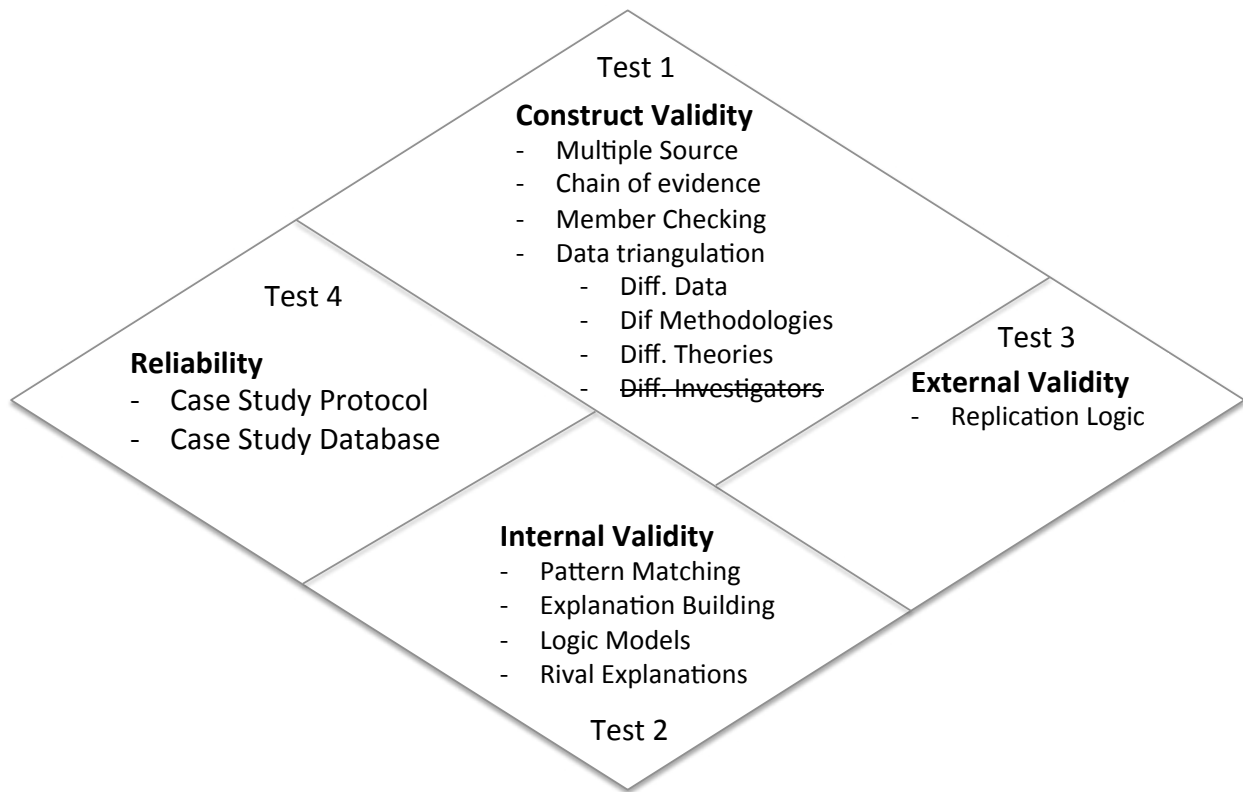 Test 1
Construct Validity
- Multiple Source
- Chain of evidence
- Member Checking
- Data triangulation
- Diff. Data
- Dif Methodologies
- Diff. Theories
- Diff. Investigators
Test 4
Reliability
- Case Study Protocol
- Case Study Database
Test 3
External Validity
- Replication Logic
Internal Validity
- Pattern Matching
- Explanation Building
- Logic Models
- Rival Explanations
Test 2